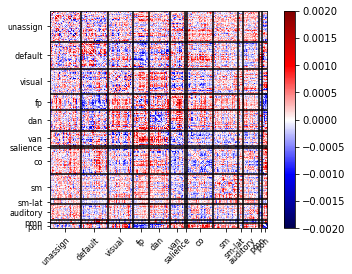 unassign
default
visual
fp
dan
van
salience
co
sm
sm-lat
auditory
pmn
pon
unassign
default
visual
fp
dan
van
salience
co
sm
sm-lat
auditory
0.0020
0.0015
0.0010
0.0005
0.0000
−0.0005
−0.0010
−0.0015
−0.0020